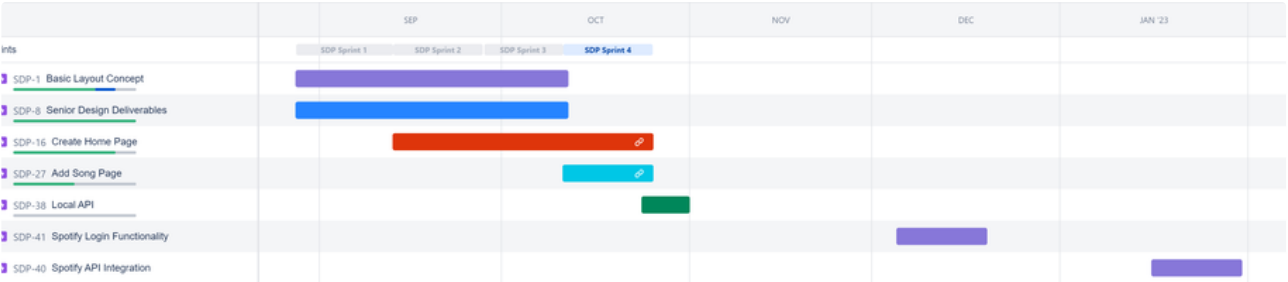 SEP OCT NOV DEC JAN '23
ints SDP Sprint 1 SDP Sprint 2 SDP Sprint 3 SDP Sprint 4
SDP-1 Basic Layout Concept
SDP-8 Senior Design Deliverables
SDP-16 Create Home Page
SDP-27 Add Song Page
SDP-38 Local API
SDP-41 Spotify Login Functionality
SDP-40 Spotify API Integration